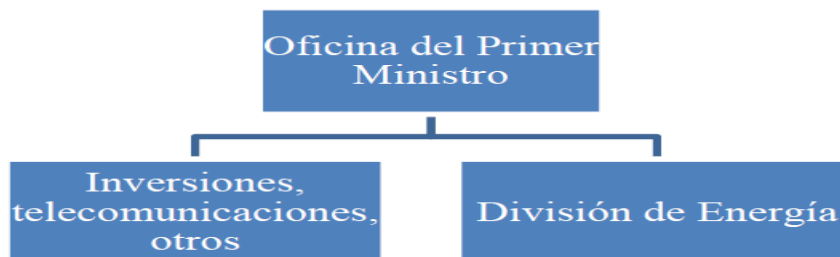 Oficina del Primer
Ministro
Inversiones,
telecomunicaciones,
otros
División de Energía